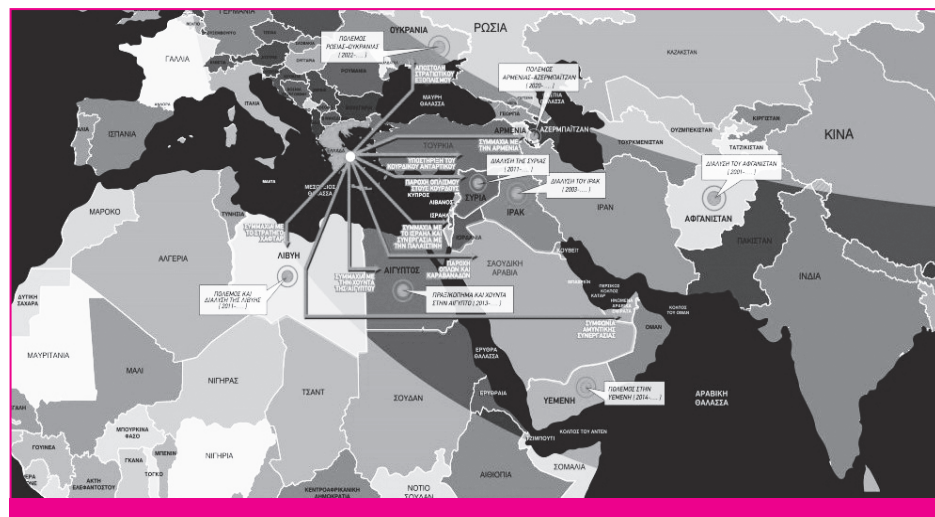 ΓΕΡΜΑΝΙΑ
ΓΑΛΛΙΑ
ΟΥΚΡΑΝΙΑ
ΡΩΣΙΑ
ΠΟΛΕΜΟΣ
ΡΩΣΙΑΣ-ΟΥΚΡΑΝΙΑΣ
(2022-....)
ΑΠΟΣΤΟΛΗ
ΣΤΡΑΤΙΩΤΙΚΟΥ
ΕΞΟΠΛΙΣΜΟΥ
ΡΟΥΜΑΝΙΑ
ΚΑΖΑΚΣΤΑΝ
ΠΟΛΕΜΟΣ
ΑΡΜΕΝΙΑΣ-ΑΖΕΡΜΠΑΪΤΖΑΝ
(2020-....)
ΜΑΥΡΗ
ΘΑΛΑΣΣΑ
ΘΑΛΑΣΣΑ
ΓΕΩΡΓΙΑ
ΙΤΑΛΙΑ
ΙΣΠΑΝΙΑ
ΕΛΛΑΔΑ
ΤΟΥΡΚΙΑ
ΑΡΜΕΝΙΑ
ΑΖΕΡΜΠΑΪΤΖΑΝ
ΣΥΜΜΑΧΙΑ ΜΕ
ΤΗΝ ΑΡΜΕΝΙΑ
ΟΥΖΜΠΕΚΙΣΤΑΝ
ΤΟΥΡΚΜΕΝΙΣΤΑΝ
ΚΙΡΓΙΣΤΑΝ
ΤΑΤΖΙΚΙΣΤΑΝ
ΚΙΝΑ
ΥΠΟΣΤΗΡΙΞΗ ΤΟΥ
ΚΟΥΡΔΙΚΟΥ ΑΝΤΑΡΤΙΚΟΥ
ΔΙΑΛΥΣΗ ΤΗΣ ΣΥΡΙΑΣ
(2011-....)
ΔΙΑΛΥΣΗ ΤΟΥ ΙΡΑΚ
(2003-....)
ΔΙΑΛΥΣΗ ΤΟΥ ΑΦΓΑΝΙΣΤΑΝ
(2001-....)
ΠΑΡΟΧΗ ΟΠΛΙΣΜΟΥ
ΣΤΟΥΣ ΚΟΥΡΔΟΥΣ
ΜΑΛΤΑ
ΜΕΣΟΓΕΙΟΣ
ΘΑΛΑΣΣΑ
ΚΥΠΡΟΣ
ΛΙΒΑΝΟΣ
ΣΥΡΙΑ
ΙΡΑΚ
ΙΡΑΝ
ΑΦΓΑΝΙΣΤΑΝ
ΜΑΡΟΚΟ
ΤΥΝΗΣΙΑ
ΙΣΡΑΗΛ
ΙΟΡΔΑΝΙΑ
ΣΥΜΜΑΧΙΑ ΜΕ
ΤΟ ΣΤΡΑΤΗΓΟ
ΧΑΦΤΑΡ
ΣΥΜΜΑΧΙΑ ΜΕ
ΤΟ ΙΣΡΑΗΛ ΚΑΙ
ΣΥΝΕΡΓΑΣΙΑ ΜΕ
ΤΗΝ ΠΑΛΑΙΣΤΙΝΗ
ΚΟΥΒΕΙΤ
ΠΑΚΙΣΤΑΝ
ΑΛΓΕΡΙΑ
ΛΙΒΥΗ
ΑΙΓΥΠΤΟΣ
ΣΥΜΜΑΧΙΑ ΜΕ
ΤΗΝ ΧΟΥΝΤΑ
ΤΗΣ ΑΙΓΥΠΤΟΥ
ΠΑΡΟΧΗ
ΟΠΛΩΝ ΚΑΙ
ΚΑΡΑΒΑΝΑΔΩΝ
ΣΑΟΥΔΙΚΗ
ΑΡΑΒΙΑ
ΙΝΔΙΑ
ΔΥΤΙΚΗ
ΣΑΧΑΡΑ
ΠΟΛΕΜΟΣ ΚΑΙ
ΔΙΑΛΥΣΗ ΤΗΣ ΛΙΒΥΗΣ
(2011-....)
ΠΡΑΞΙΚΟΠΗΜΑ ΚΑΙ ΧΟΥΝΤΑ
ΣΤΗΝ ΑΙΓΥΠΤΟ (2013-....)
ΠΕΡΣΙΚΟΣ
ΚΟΛΠΟΣ
ΚΑΤΑΡ
ΗΝΩΜΕΝΑ
ΑΡΑΒΙΚΑ
ΕΜΙΡΑΤΑ
ΚΟΛΠΟΣ
ΤΟΥ ΟΜΑΝ
ΣΥΜΦΩΝΙΑ
ΑΜΥΝΤΙΚΗΣ
ΣΥΝΕΡΓΑΣΙΑΣ
ΟΜΑΝ
ΜΑΥΡΙΤΑΝΙΑ
ΜΑΛΙ
ΝΙΓΗΡΑΣ
ΤΣΑΝΤ
ΣΟΥΔΑΝ
ΕΡΥΘΡΑ
ΘΑΛΑΣΣΑ
ΕΡΥΘΡΑΙΑ
ΥΕΜΕΝΗ
ΠΟΛΕΜΟΣ ΣΤΗΝ
ΥΕΜΕΝΗ (2014-....)
ΑΡΑΒΙΚΗ
ΘΑΛΑΣΣΑ
ΜΠΟΥΡΚΙΝΑ
ΦΑΣΟ
ΓΟΥΙΝΕΑ
ΜΠΕΝΙΝ
ΓΚΑΝΑ
ΤΟΓΚΟ
ΑΚΤΗ
ΕΛΕΦΑΝΤΟΣΤΟΥ
ΝΙΓΗΡΙΑ
ΤΖΙΜΠΟΥΤΙ
ΚΟΛΠΟΣ ΤΟΥ ΑΝΤΕΝ
ΚΕΝΤΡΟΑΦΡΙΚΑΝΙΚΗ
ΔΗΜΟΚΡΑΤΙΑ
ΝΟΤΙΟ
ΣΟΥΔΑΝ
ΑΙΘΙΟΠΙΑ
ΣΟΜΑΛΙΑ